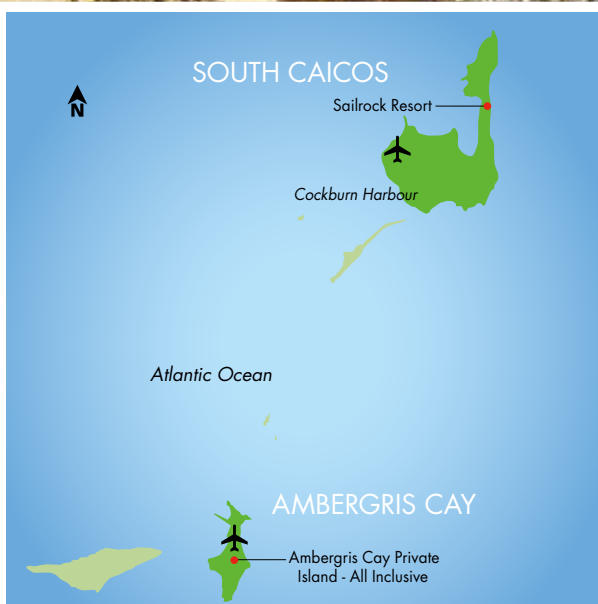 SOUTH CAICOS
N
Sailrock Resort
Cockburn Harbour
Atlantic Ocean
AMBERGRIS CAY
Ambergris Cay Private
Island - All Inclusive